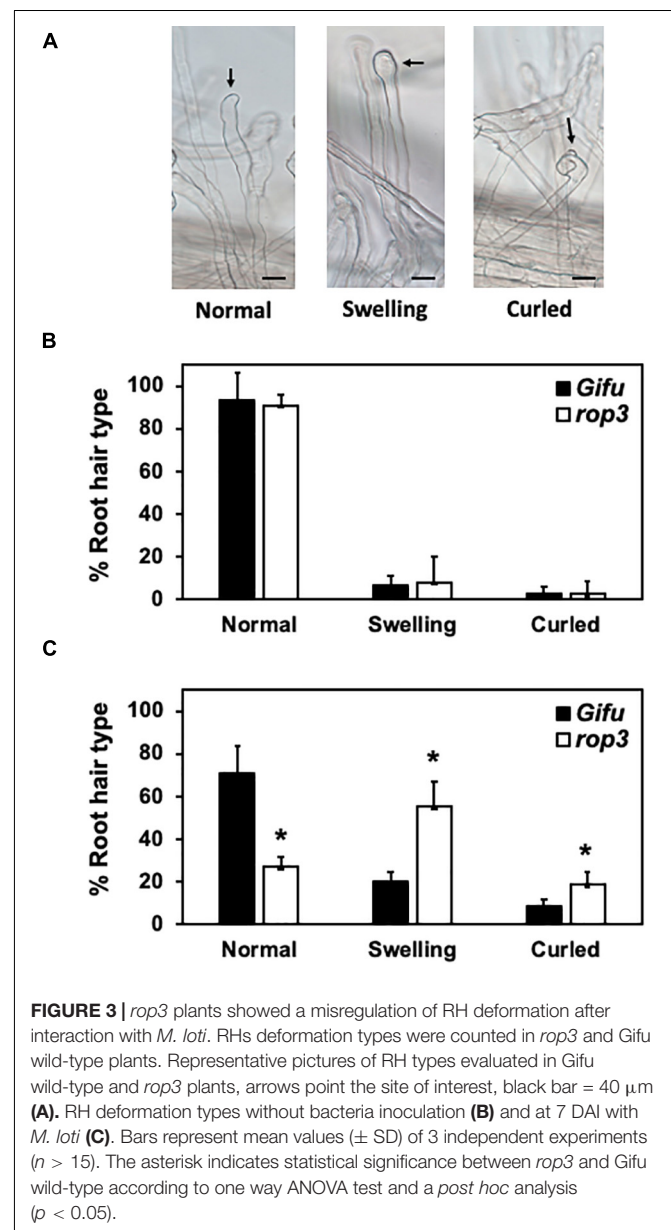 A
Normal
Swelling
Curled
B
% Root hair type
100
80
60
40
20
0
Gifu
rop3
Normal
Swelling
Curled
C
% Root hair type
100
80
60
40
20
0
Gifu
rop3
*
*
*
Normal
Swelling
Curled
FIGURE 3 | rop3 plants showed a misregulation of RH deformation after
interaction with M. loti. RHs deformation types were counted in rop3 and Gifu
wild-type plants. Representative pictures of RH types evaluated in Gifu
wild-type and rop3 plants, arrows point the site of interest, black bar = 40 μm
(A). RH deformation types without bacteria inoculation (B) and at 7 DAI with
M. loti (C). Bars represent mean values (± SD) of 3 independent experiments
(n > 15). The asterisk indicates statistical significance between rop3 and Gifu
wild-type according to one way ANOVA test and a post hoc analysis
(p < 0.05).